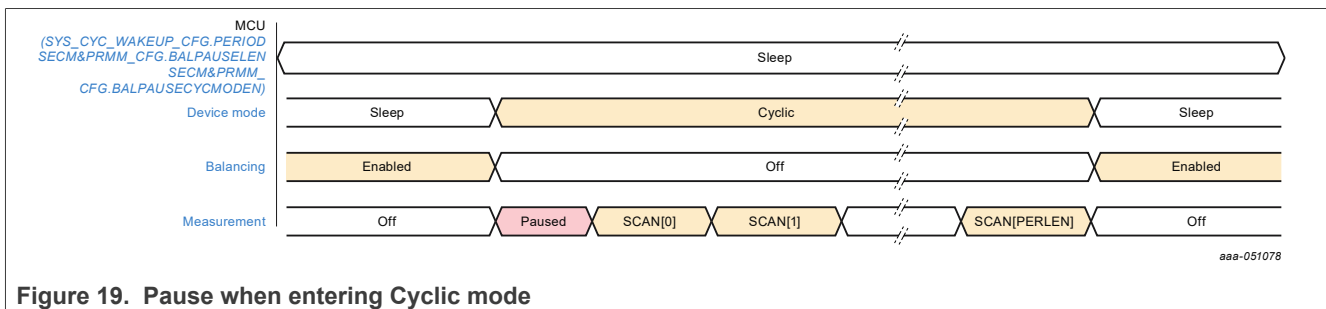 MCU
(SYS_CYC_WAKEUP_CFG.PERIOD
SECM&PRMM_CFG.BALPAUSELEN
SECM&PRMM_
CFG.BALPAUSECYCMODEN)
Sleep
Device mode
Sleep
Cyclic
Sleep
Balancing
Enabled
Off
Enabled
Measurement
Off
Paused
SCAN[0]
SCAN[1]
SCAN[PERLEN]
Off
aaa-051078
Figure 19. Pause when entering Cyclic mode